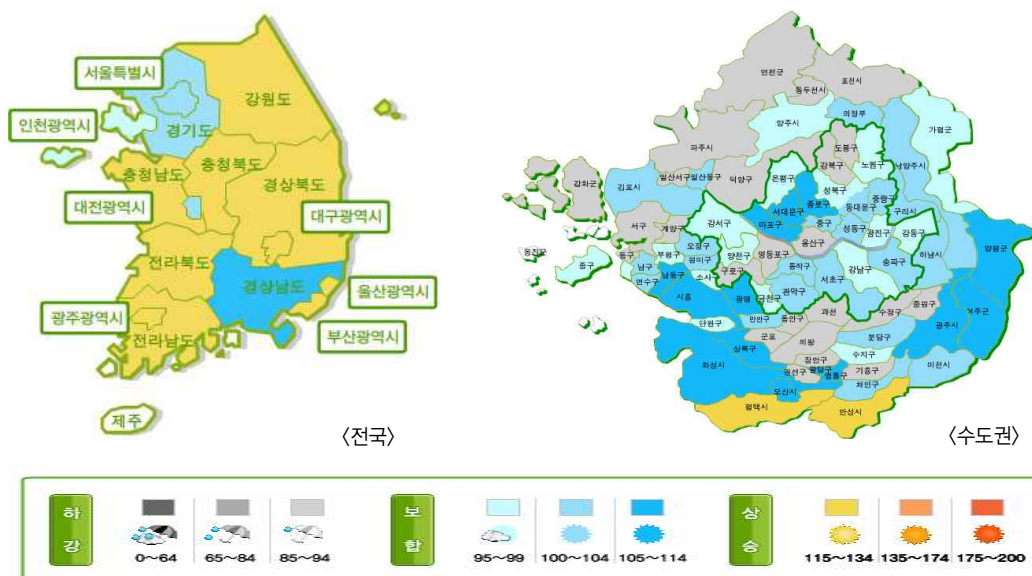 서울특별시
강원도
인천광역시
경기도
충청북도
충청남도
경상북도
대전광역시
대구광역시
전라북도
경상남도
울산광역시
광주광역시
전라남도
부산광역시
제주
〈전국〉
연천군
포천시
동두천시
가평군
의정부
양주시
파주시
도봉구
강북구
노원구
남양주시
일산서구
일산동구
덕양구
은평구
강화군
김포시
성북구
중랑구
서대문구
종로구
동대문구
구리시
강서구
마포구
중구
성동구
광진구
강동구
서구
계양구
용산구
양평군
오정구
영등포구
하남시
옹진군
동구
부평구
원미구
양천구
송파구
중구
남구
남동구
소사
구로구
동작구
서초구
강남구
연수구
시흥
광명
금천구
관악구
중원구
여주군
수정구
단원구
안안구
동안구
과천
광주시
군포
의왕
분당구
상록구
장안구
수지구
화성시
권선구
팔달구
영통구
기흥구
이천시
처인구
오산시
평택시
안성시
〈수도권〉
하강
보합
상승
0~64
65~84
85~94
95~99
100~104
105~114
115~134
135~174
175~200